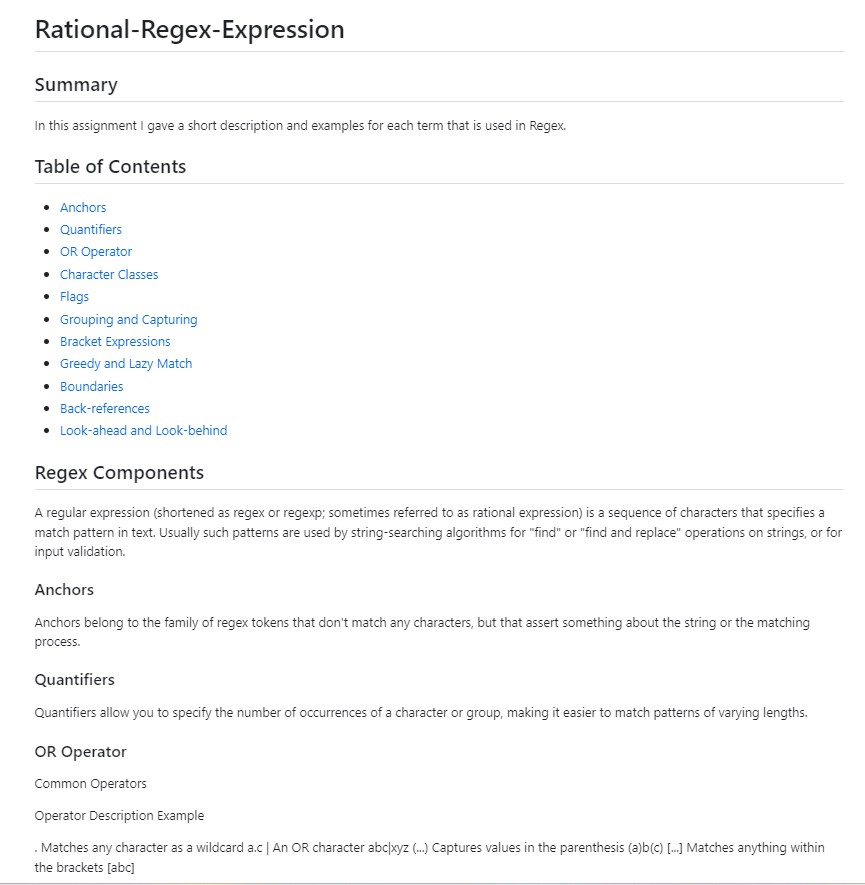 Rational-Regex-Expression
Summary
In this assignment I gave a short description and examples for each term that is used in Regex.
Table of Contents
Anchors
Quantifiers
OR Operator
Character Classes
Flags
Grouping and Capturing
Bracket Expressions
Greedy and Lazy Match
Boundaries
Back-references
Look-ahead and Look-behind
Regex Components
A regular expression (shortened as regex or regexp; sometimes referred to as rational expression) is a sequence of characters that specifies a
match pattern in text. Usually such patterns are used by string-searching algorithms for "find" or "find and replace" operations on strings, or for
input validation.
Anchors
Anchors belong to the family of regex tokens that don't match any characters, but that assert something about the string or the matching
process.
Quantifiers
Quantifiers allow you to specify the number of occurrences of a character or group, making it easier to match patterns of varying lengths.
OR Operator
Common Operators
Operator Description Example
. Matches any character as a wildcard a.c | An OR character abc|xyz (...) Captures values in the parenthesis (a)b(c) [...] Matches anything within
the brackets [abc]